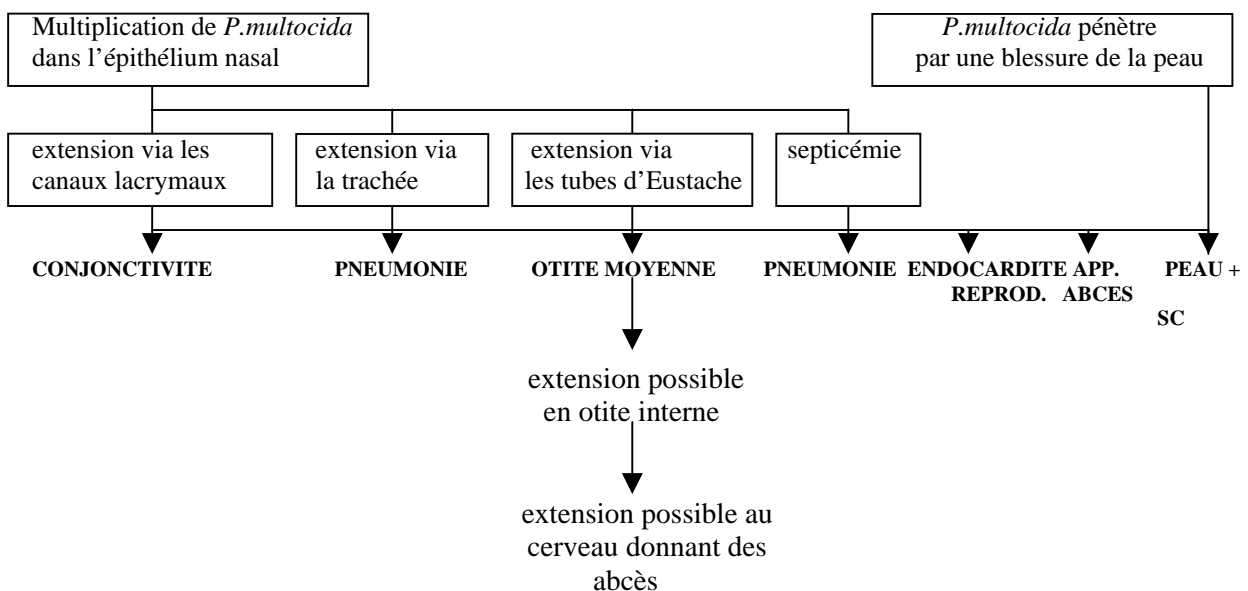 Multiplication de P.multocida
dans l’épithélium nasal
P.multocida pénètre
par une blessure de la peau
extension via les
canaux lacrymaux
extension via
la trachée
extension via
les tubes d’Eustache
septicémie
CONJONCTIVITE PNEUMONIE OTITE MOYENNE PNEUMONIE ENDOCARDITE APP. PEAU +
REPROD. ABCES
SC
extension possible
en otite interne
extension possible au
cerveau donnant des
abcès